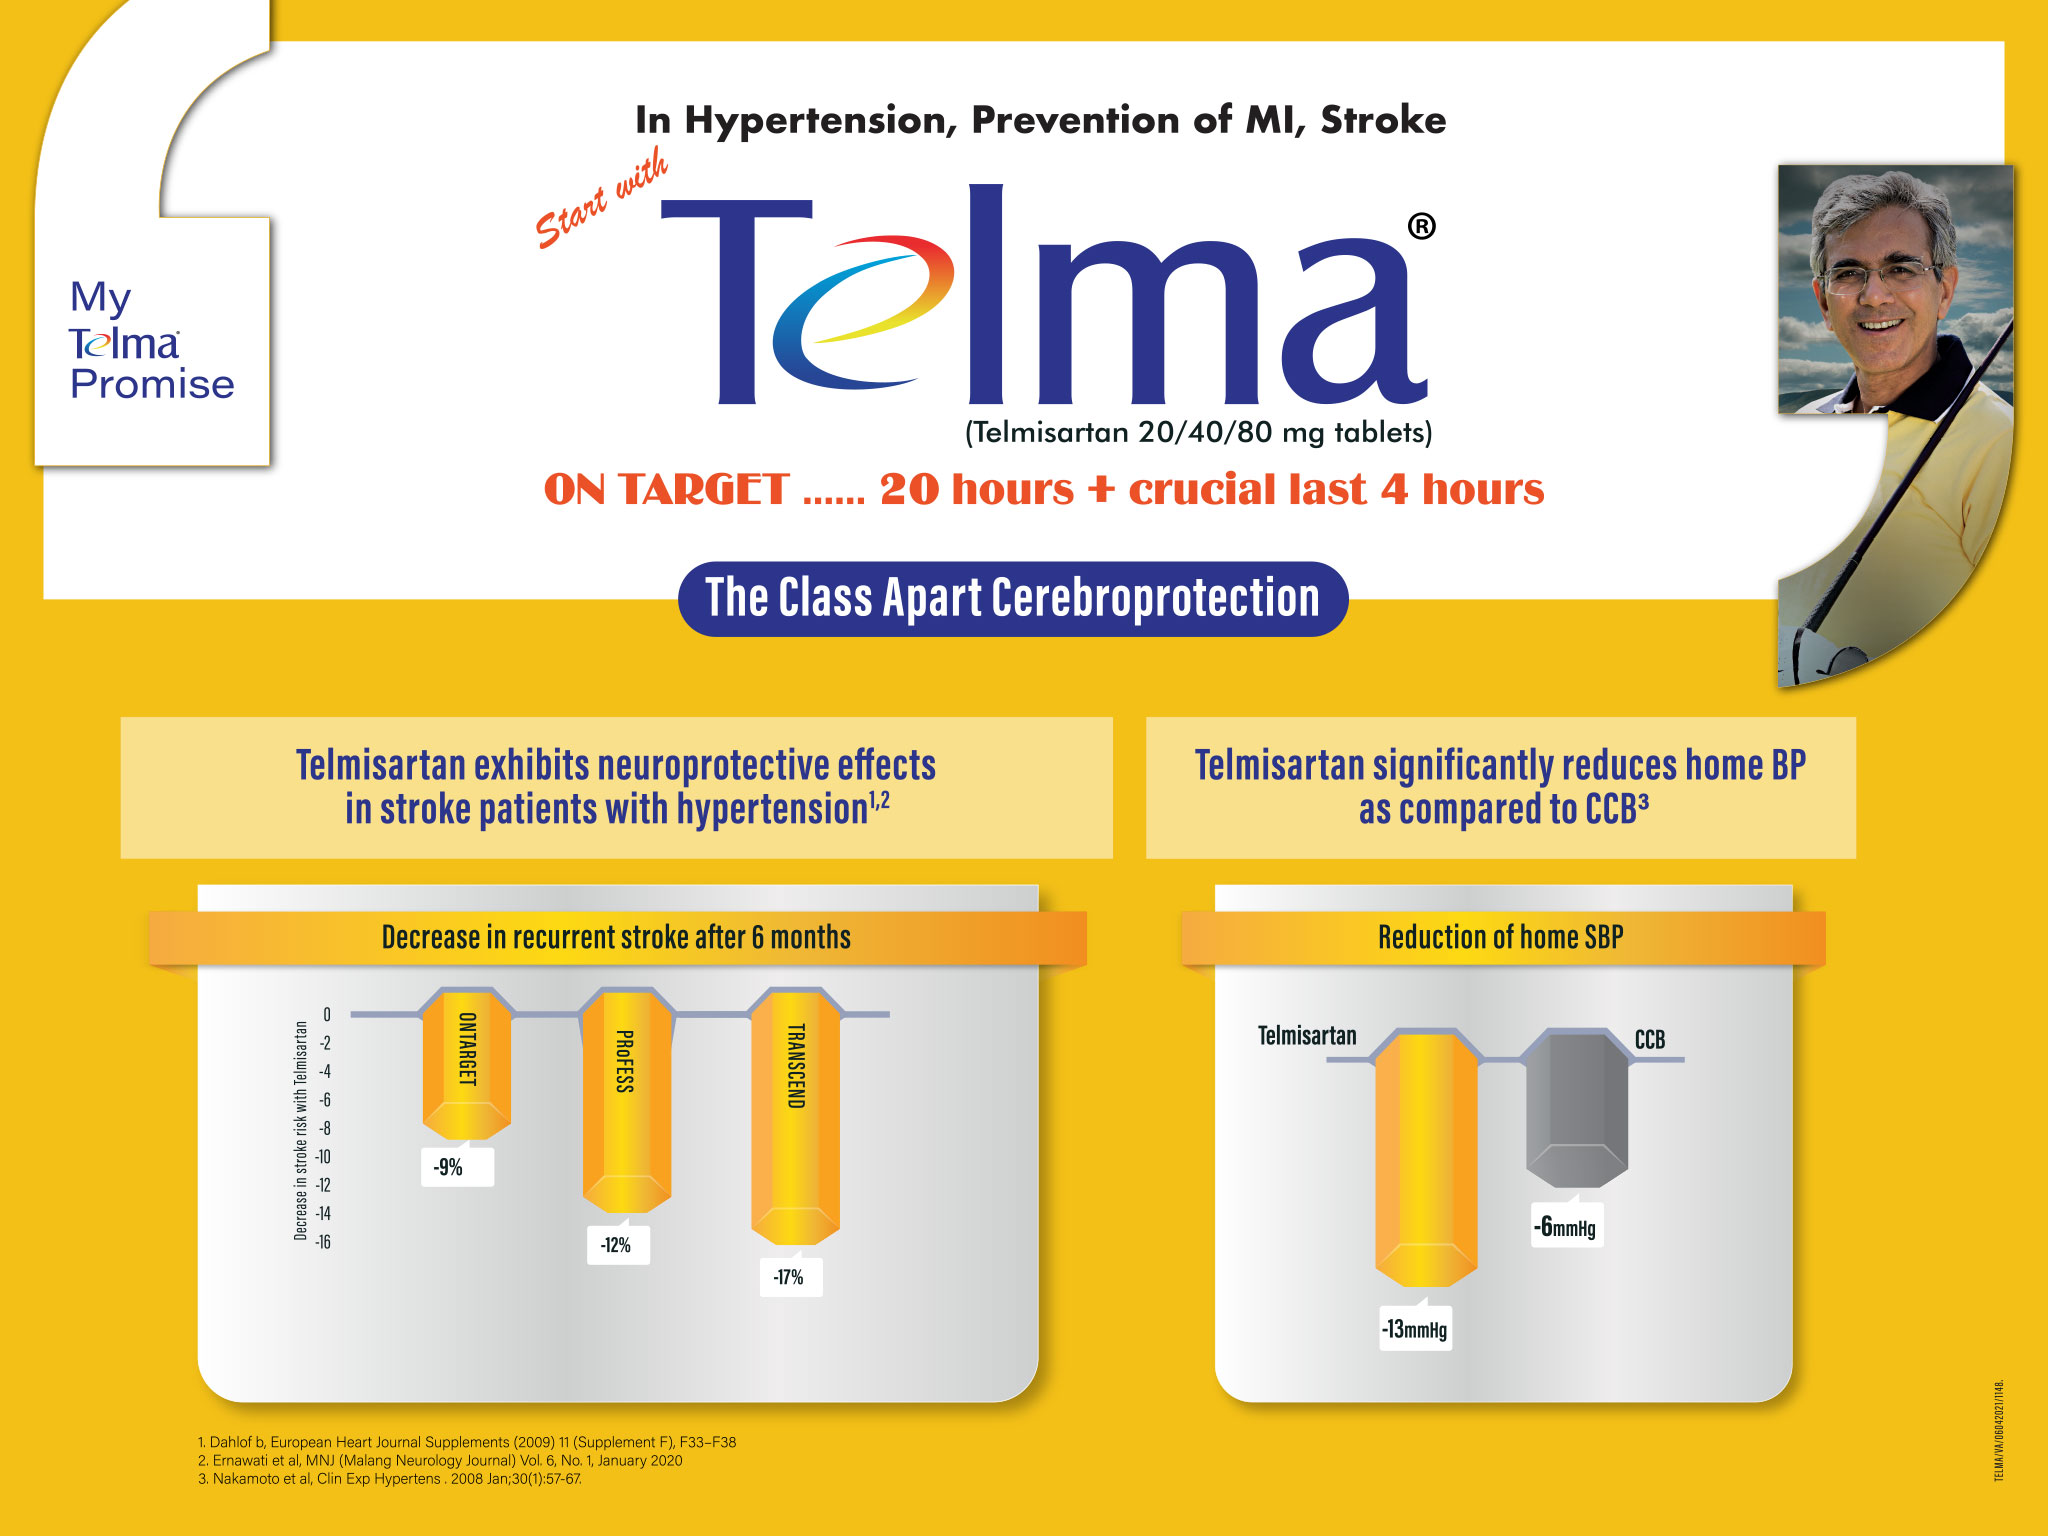 In Hypertension, Prevention of MI, Stroke
Start with
Telma®
(Telmisartan 20/40/80 mg tablets)
ON TARGET ...... 20 hours + crucial last 4 hours
My
Telma®
Promise
The Class Apart Cerebroprotection
Telmisartan exhibits neuroprotective effects
in stroke patients with hypertension1,2
Decrease in recurrent stroke after 6 months
Decrease in stroke risk with Telmisartan
0
-2
-4
-6
-8
-10
-12
-14
-16
ONTARGET
-9%
PRoFESS
-12%
TRANSCEND
-17%
Telmisartan significantly reduces home BP
as compared to CCB³
Reduction of home SBP
Telmisartan
CCB
-13mmHg
-6mmHg
1. Dahlof b, European Heart Journal Supplements (2009) 11 (Supplement F), F33–F38
2. Ernawati et al, MNJ (Malang Neurology Journal) Vol. 6, No. 1, January 2020
3. Nakamoto et al, Clin Exp Hypertens . 2008 Jan;30(1):57-67.
TELMA/VA/06042021/1148.